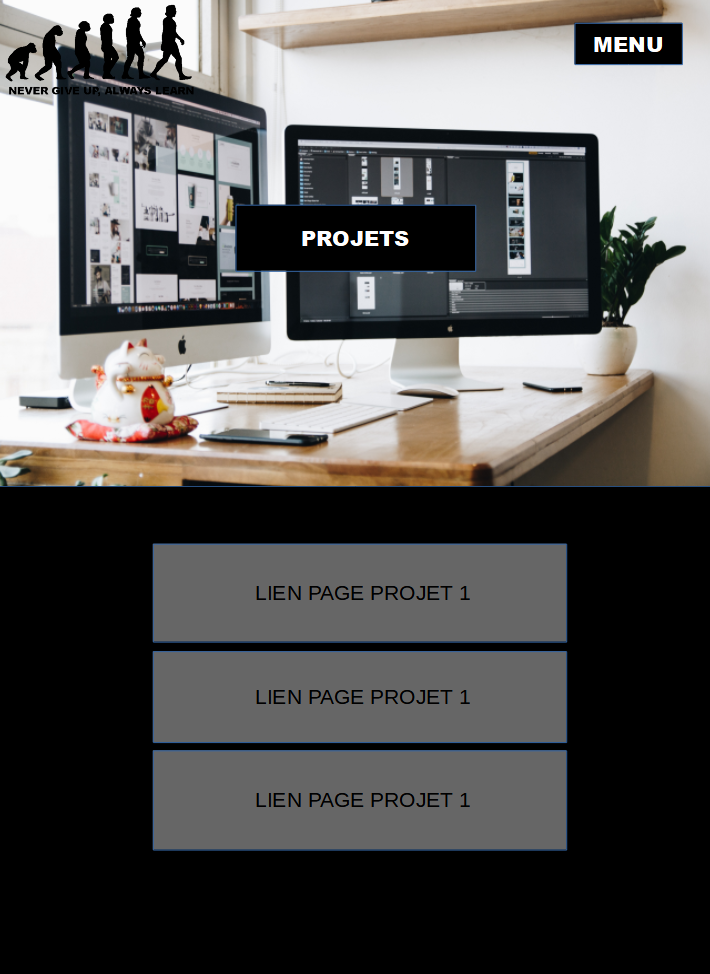 NEVER GIVE UP, ALWAYS LEARN
MENU
PROJETS
LIEN PAGE PROJET 1
LIEN PAGE PROJET 1
LIEN PAGE PROJET 1